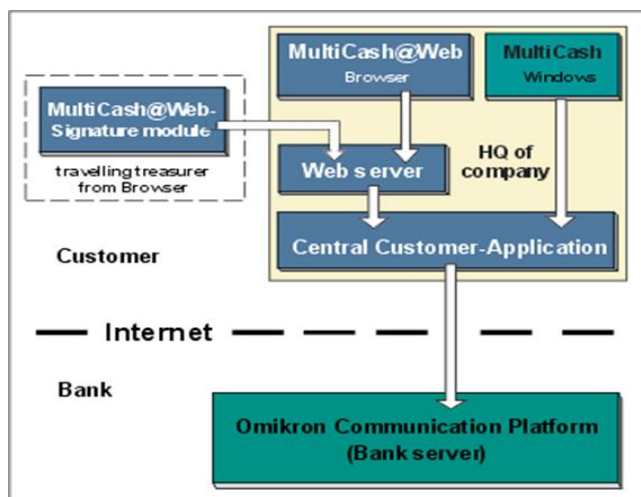 MultiCash@Web
Browser
MultiCash
Windows
MultiCash@Web-
Signature module
travelling treasurer
from Browser
Web server
HQ of
company
Central Customer-Application
Customer
Internet
Bank
Omikron Communication Platform
(Bank server)